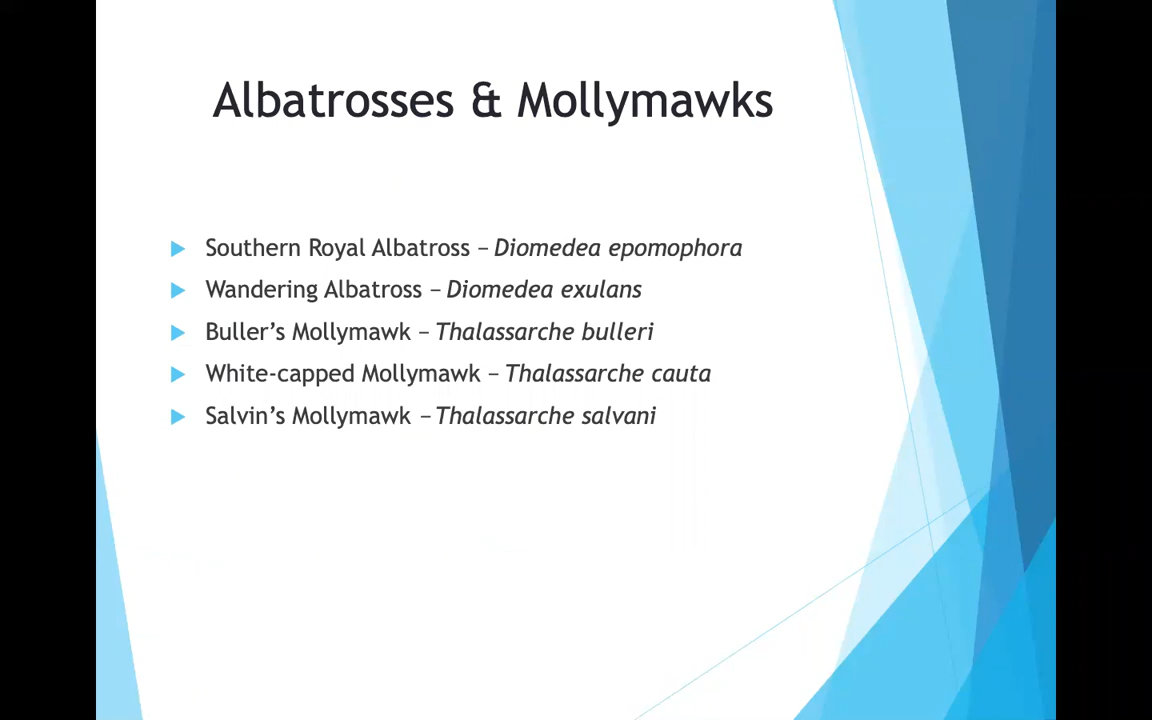 Albatrosses & Mollymawks
Southern Royal Albatross – Diomedea epomophora
Wandering Albatross – Diomedea exulans
Buller’s Mollymawk – Thalassarche bulleri
White-capped Mollymawk – Thalassarche cauta
Salvin’s Mollymawk – Thalassarche salvani